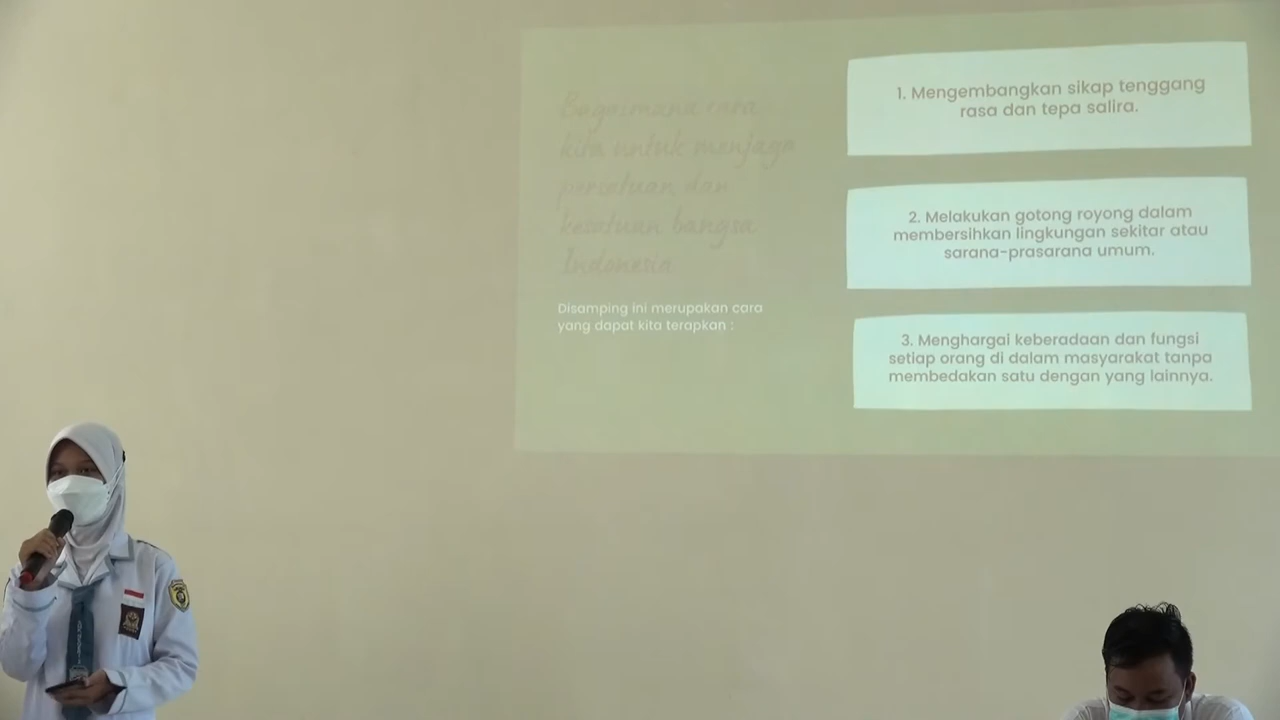 Bagaimana cara
kita untuk menjaga
persatuan dan
kesatuan bangsa
Indonesia
Disamping ini merupakan cara
yang dapat kita terapkan :
1. Mengembangkan sikap tenggang
rasa dan tepa salira.
2. Melakukan gotong royong dalam
membersihkan lingkungan sekitar atau
sarana-prasarana umum.
3. Menghargai keberadaan dan fungsi
setiap orang di dalam masyarakat tanpa
membedakan satu dengan yang lainnya.